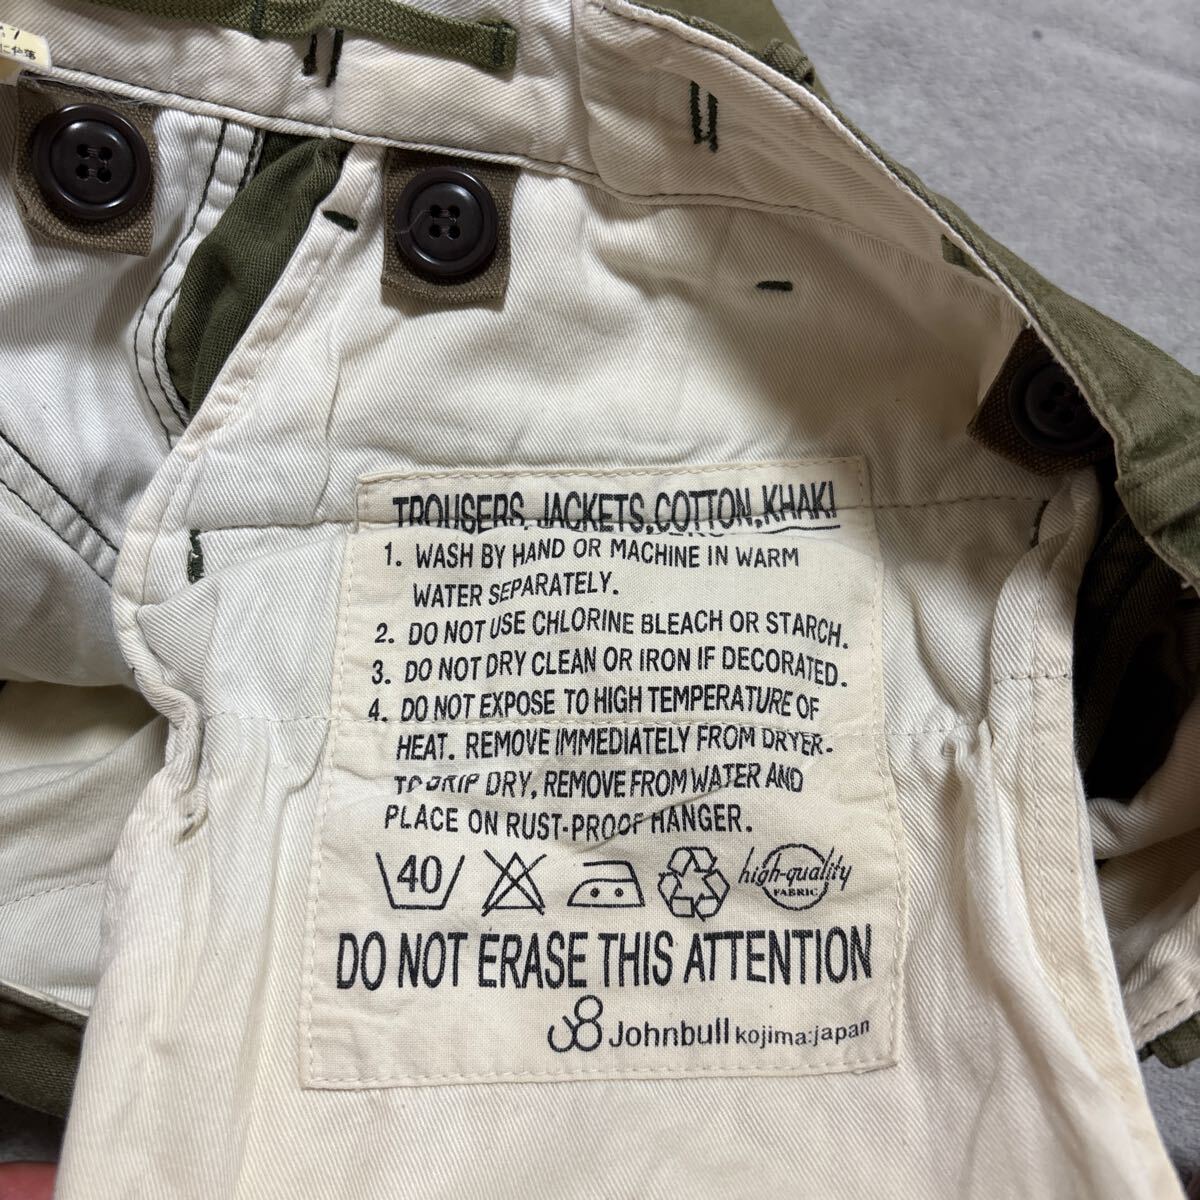 TROUSERS, JACKETS, COTTON, KHAKI
1. WASH BY HAND OR MACHINE IN WARM
WATER SEPARATELY.
2. DO NOT USE CHLORINE BLEACH OR STARCH.
3. DO NOT DRY CLEAN OR IRON IF DECORATED.
4. DO NOT EXPOSE TO HIGH TEMPERATURE OF
HEAT. REMOVE IMMEDIATELY FROM DRYER.
TO DRIP DRY, REMOVE FROM WATER AND
PLACE ON RUST-PROOF HANGER.
40
high-quality
FABRIC
DO NOT ERASE THIS ATTENTION
Johnbull kojima:japan